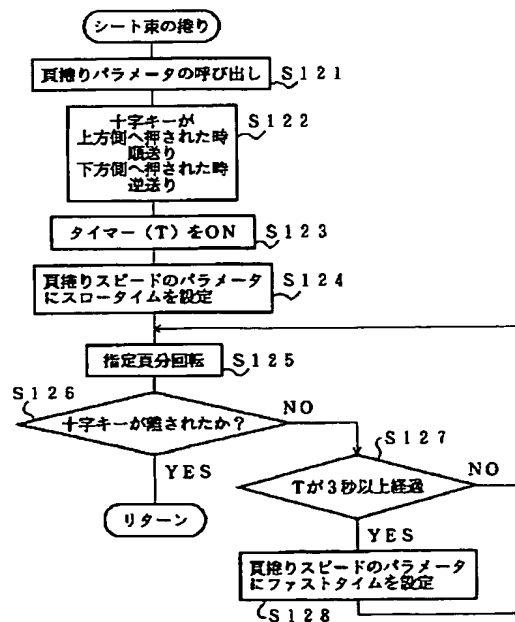 シート束の捲り
頁捲りパラメータの呼び出し
S121
十字キーが
上方側へ押された時
順送り
下方側へ押された時
逆送り
S122
タイマー（T）をON
S123
頁捲りスピードのパラメータ
にスロータイムを設定
S124
指定頁分回転
S125
S126
十字キーが離されたか？
NO
YES
リターン
S127
Tが3秒以上経過
NO
YES
頁捲りスピードのパラメータ
にファストタイムを設定
S128